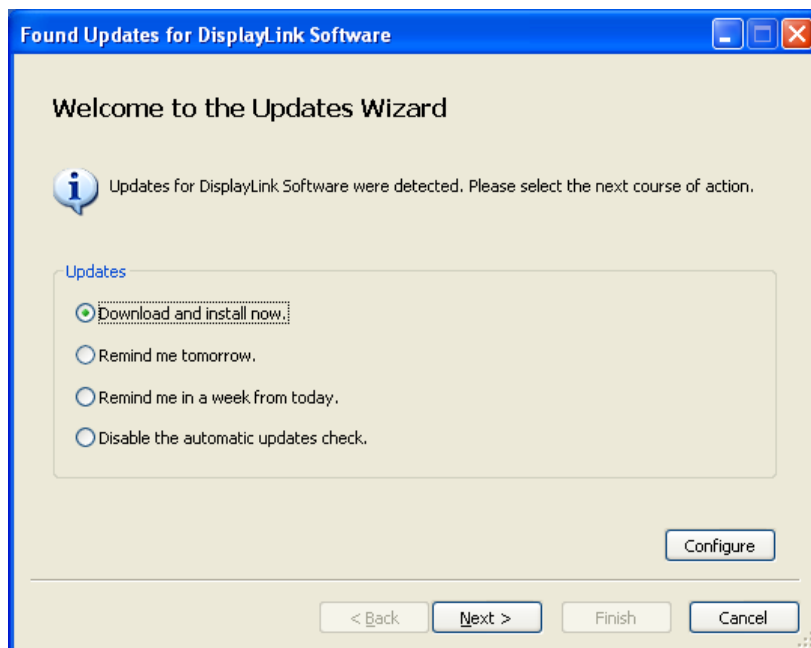 Found Updates for DisplayLink Software
Welcome to the Updates Wizard
Updates for DisplayLink Software were detected. Please select the next course of action.
Updates
Download and install now.
Remind me tomorrow.
Remind me in a week from today.
Disable the automatic updates check.
Configure
< Back Next > Finish Cancel